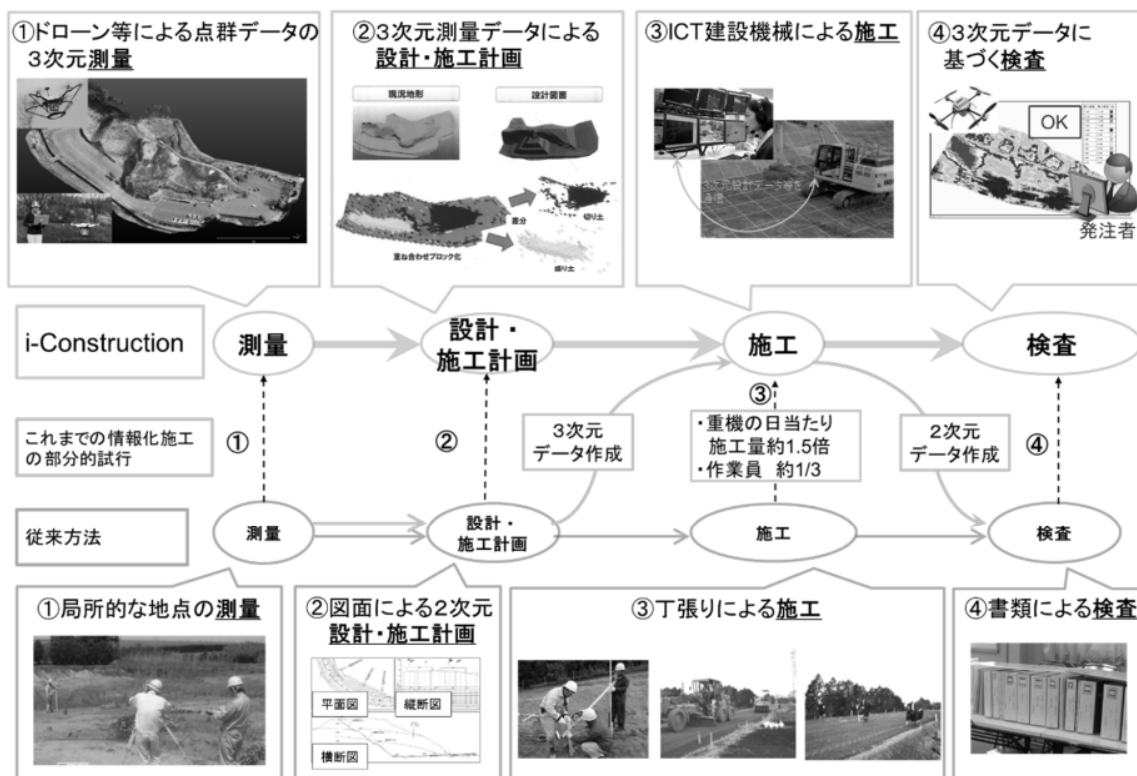 ①ドローン等による点群データの
３次元測量
②３次元測量データによる
設計・施工計画
現況地形
設計図面
差分
切り土
重ね合わせブロック化
盛り土
③ICT建設機械による施工
3次元設計データ等を
通信
④３次元データに
基づく検査
OK
発注者
i-Construction
測量
設計・
施工計画
施工
検査
これまでの情報化施工
の部分的試行
①
②
３次元
データ作成
③
・重機の日当たり
施工量約1.5倍
・作業員 約1/3
２次元
データ作成
④
従来方法
測量
設計・
施工計画
施工
検査
①局所的な地点の測量
②図面による２次元
設計・施工計画
平面図
縦断図
横断図
③丁張りによる施工
④書類による検査